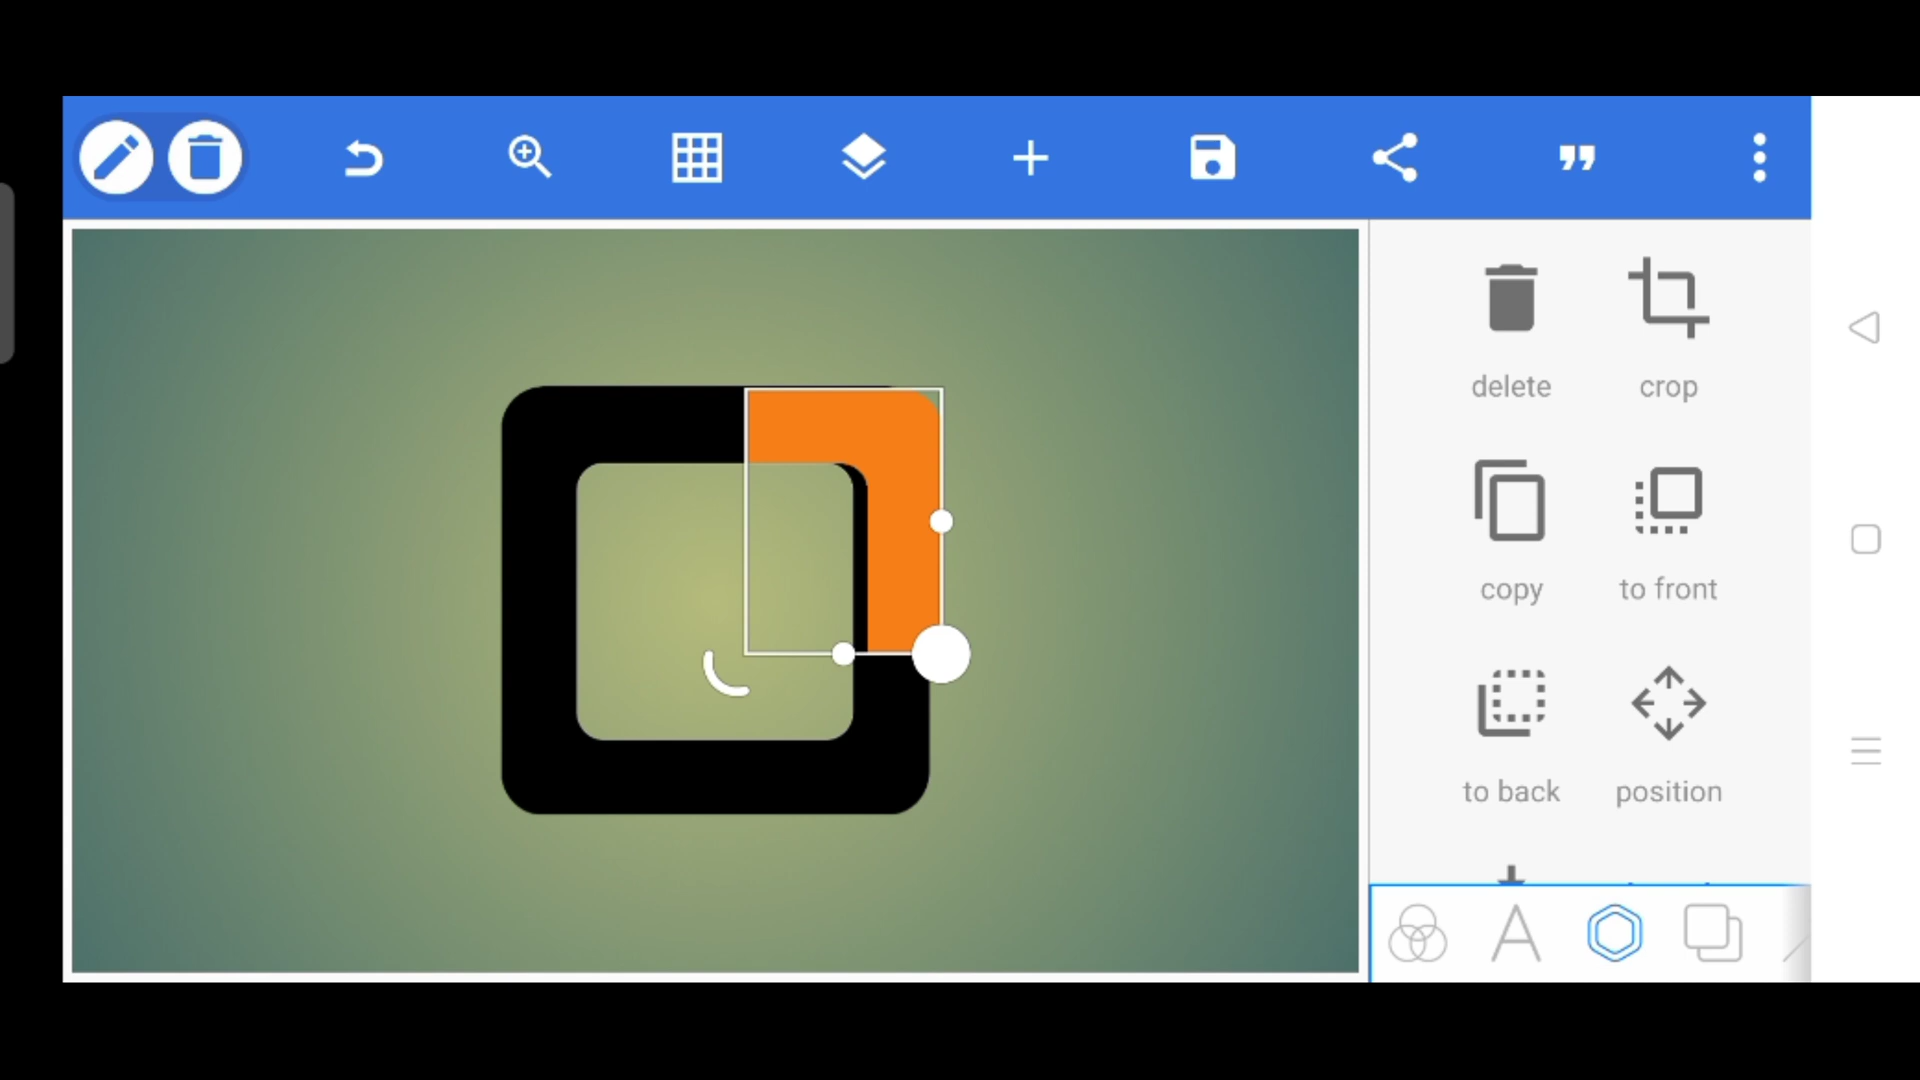 delete
crop
copy
to front
to back
position